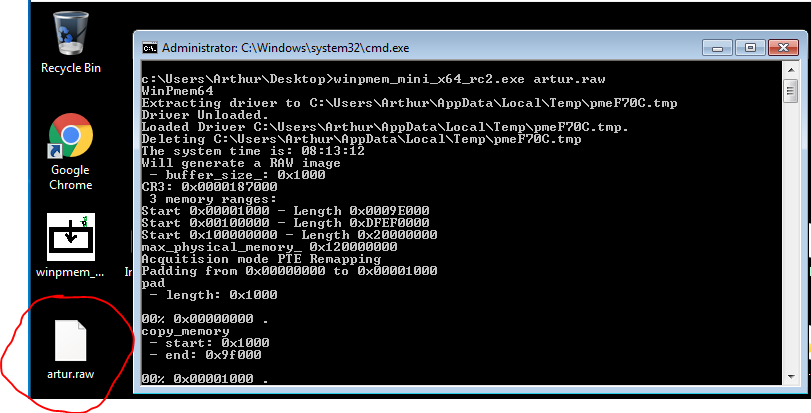 Recycle Bin
Google
Chrome
winpmem_...
artur.raw
Administrator: C:\Windows\system32\cmd.exe
c:\Users\Arthur\Desktop>winpmem_mini_x64_rc2.exe artur.raw
WinPmem64
Extracting driver to C:\Users\Arthur\AppData\Local\Temp\pmeF70C.tmp
Driver Unloaded.
Loaded Driver C:\Users\Arthur\AppData\Local\Temp\pmeF70C.tmp.
Deleting C:\Users\Arthur\AppData\Local\Temp\pmeF70C.tmp
The system time is: 08:13:12
Will generate a RAW image
- buffer_size_: 0x1000
CR3: 0x0000187000
3 memory ranges:
Start 0x00001000 - Length 0x0009E000
Start 0x00100000 - Length 0xDFEF0000
Start 0x100000000 - Length 0x20000000
max_physical_memory_ 0x120000000
Acquitision mode PTE Remapping
Padding from 0x00000000 to 0x00001000
pad
- length: 0x1000
00% 0x00000000 .
copy_memory
- start: 0x1000
- end: 0x9f000
00% 0x00001000 .